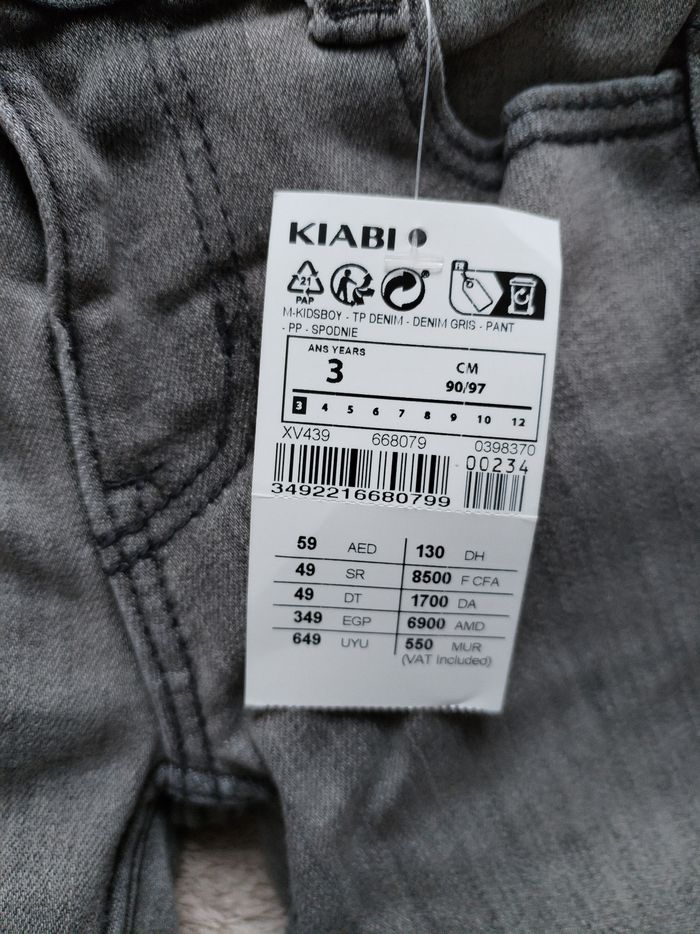 KIABI
21
PAP
M-KIDSBOY - TP DENIM - DENIM GRIS - PANT
- PP - SPODNIE
ANS YEARS
3
CM
90/97
3 4 5 6 7 8 9 10 12
XV439 668079 0398370
00234
3492216680799
59 AED 130 DH
49 SR 8500 F CFA
49 DT 1700 DA
349 EGP 6900 AMD
649 UYU 550 MUR
(VAT Included)